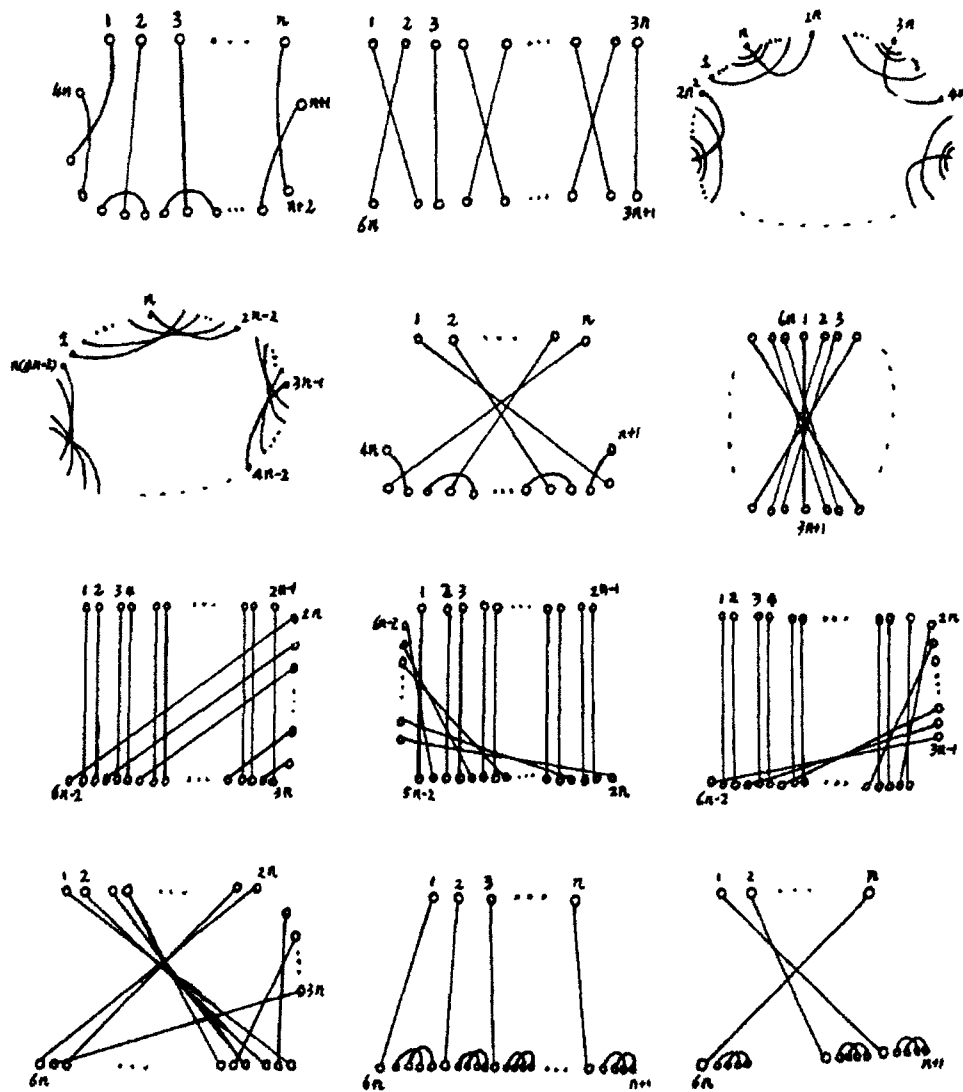 1 2 3 ... n
4n n+1
n+2
1 2 3 ... 3n
6n 3n+1
n 2n 3n
1
2n² 4n
n
1 2n-2
n(3n-3) 3n-1
4n-2
1 2 ... n
4n n+1
6n 1 2 3
3n+1
1 2 3 4 ... 2n-1
2n
6n-2 ... 3n
1 2 3 ... 2n-1
6n-2
5n-2 ... 2n
1 2 3 4 ...
2n
3n-1
6n-2
1 2 ... 2n
3n
6n ...
1 2 3 ... n
6n n+1
1 2 ... n
6n n+1